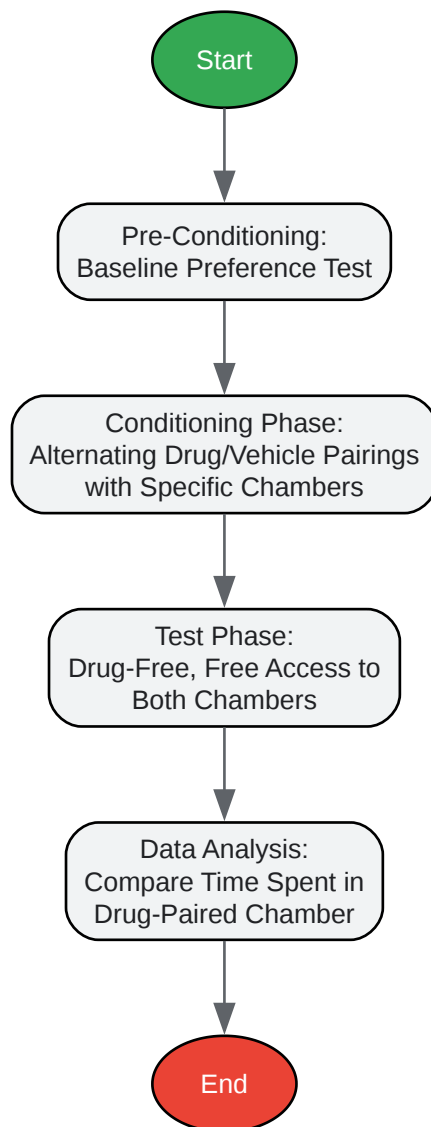 Start
Pre-Conditioning:
Baseline Preference Test
Conditioning Phase:
Alternating Drug/Vehicle Pairings
with Specific Chambers
Test Phase:
Drug-Free, Free Access to
Both Chambers
Data Analysis:
Compare Time Spent in
Drug-Paired Chamber
End